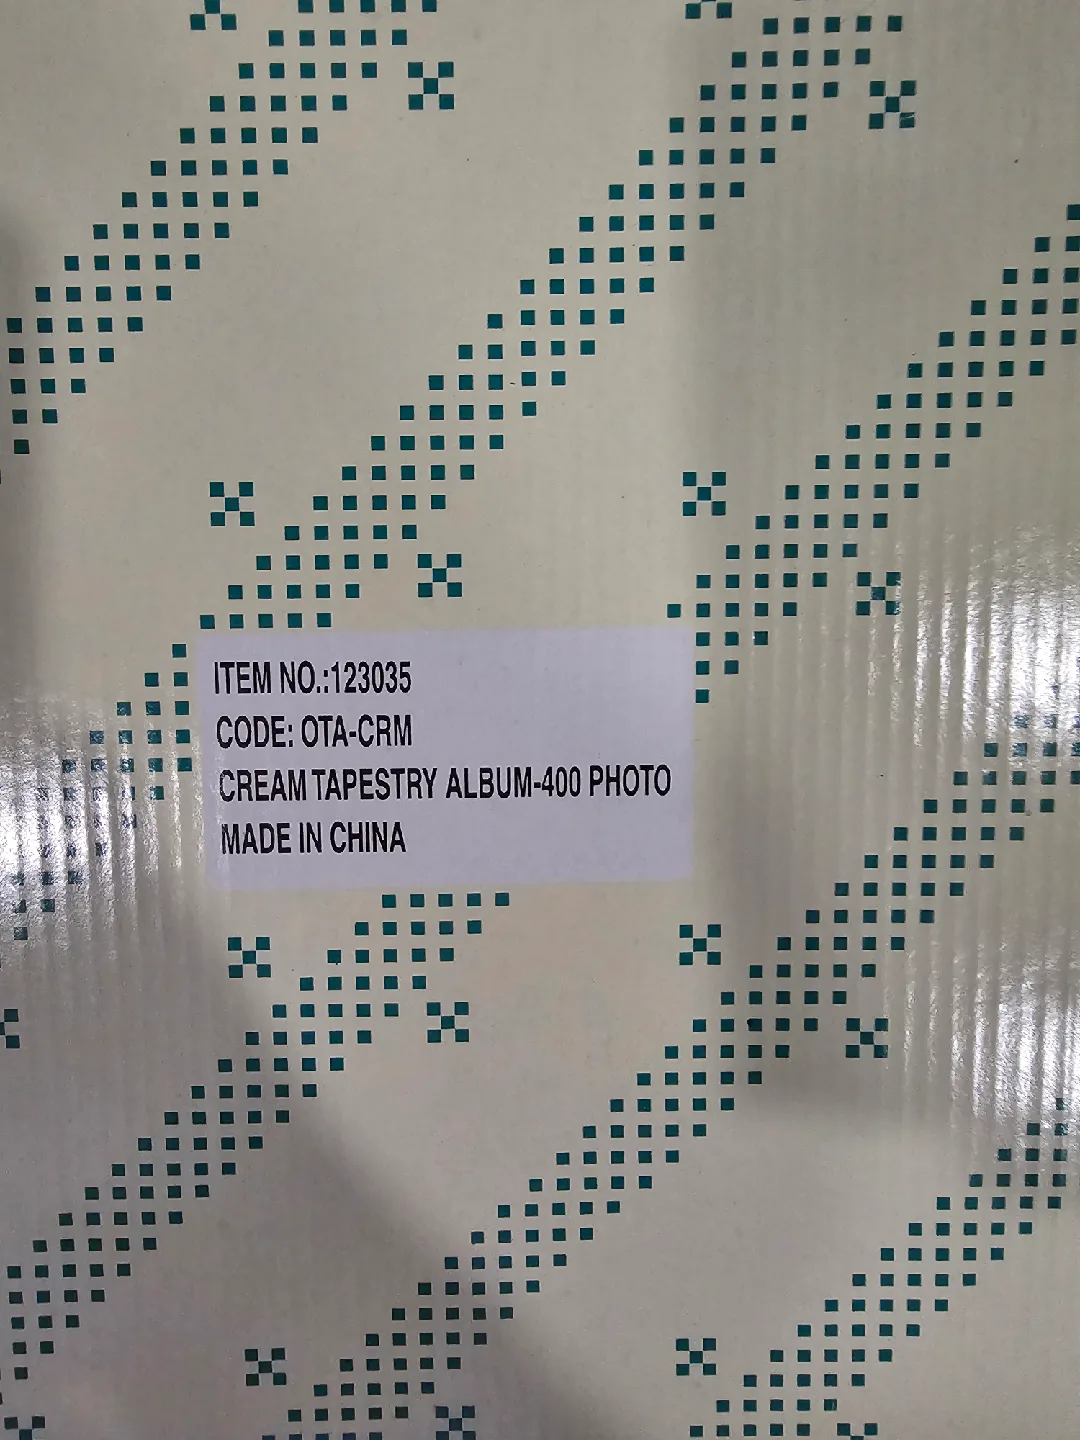 ITEM NO.:123035
CODE: OTA-CRM
CREAM TAPESTRY ALBUM-400 PHOTO
MADE IN CHINA